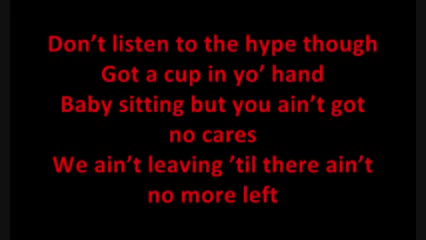 Don’t listen to the hype though
Got a cup in yo’ hand
Baby sitting but you ain’t got
no cares
We ain’t leaving ’til there ain’t
no more left